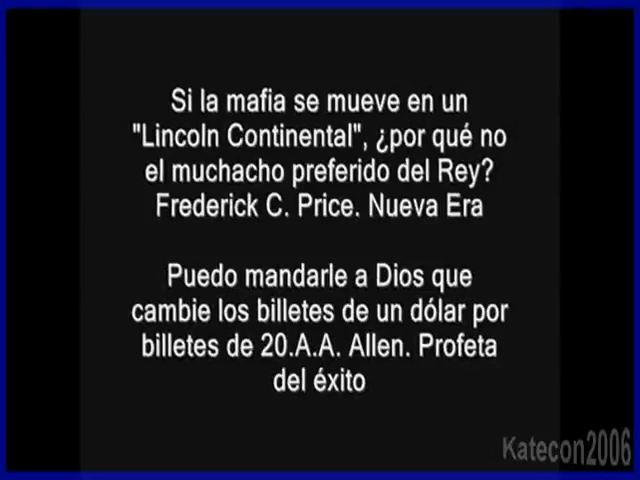 Si la mafia se mueve en un
"Lincoln Continental", ¿por qué no
el muchacho preferido del Rey?
Frederick C. Price. Nueva Era
Puedo mandarle a Dios que
cambie los billetes de un dólar por
billetes de 20.A.A. Allen. Profeta
del éxito
Katecon2006